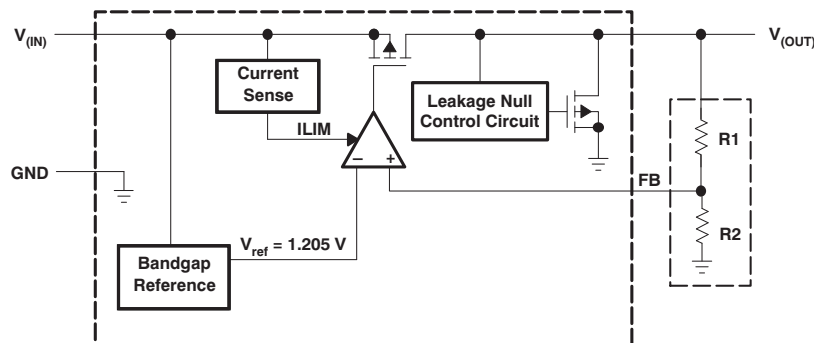 V(IN)
V(OUT)
Current
Sense
Leakage Null
Control Circuit
ILIM
R1
− +
GND
FB
R2
Vref = 1.205 V
Bandgap
Reference